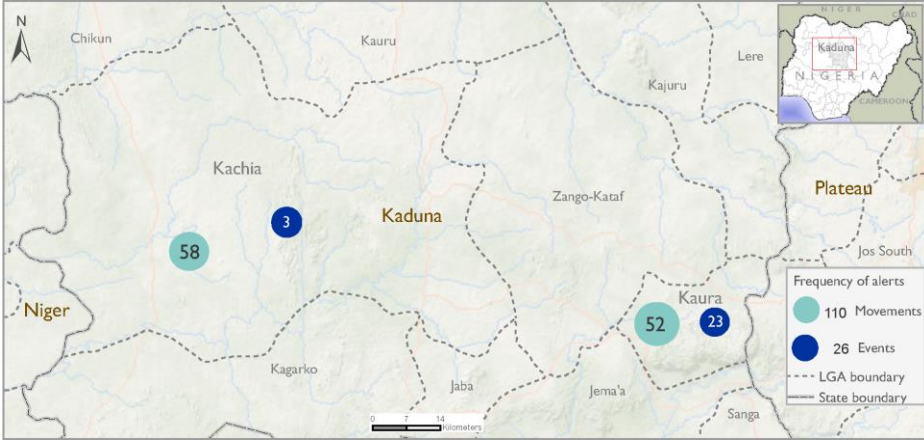 N
Chikun
Kauru
Lere
Kajuru
NIGER
CHAD
Kaduna
NIGERIA
CAMEROON
Kachia
Zango-Kataf
Plateau
Kaduna
3
58
Jos South
Niger
Kaura
52
23
Frequency of alerts
110 Movements
26 Events
LGA boundary
State boundary
Kagarko
Jaba
Jema'a
Sanga
0 7 14
Kilometers